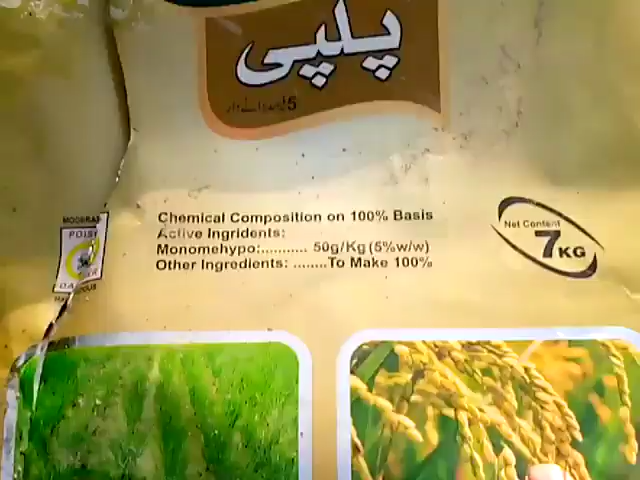 پلپی
Chemical Composition on 100% Basis
Active Ingridents:
Monomehypo:........... 50g/Kg (5%w/w)
Other Ingredients: ........To Make 100%
Net Content
7KG